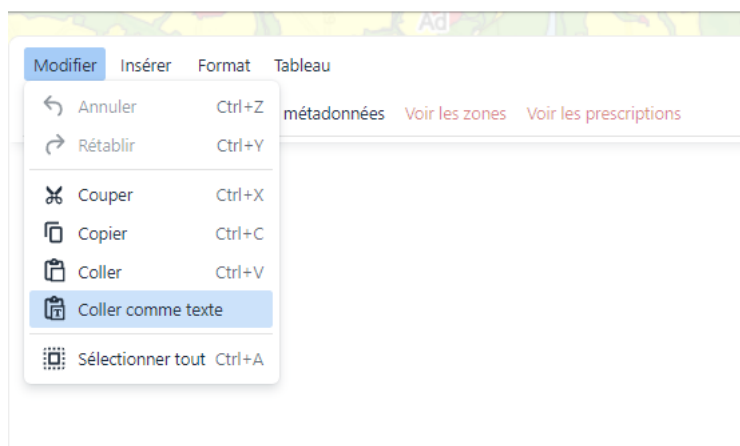 Ad
Modifier Insérer Format Tableau
Annuler Ctrl+Z
métadonnées Voir les zones Voir les prescriptions
Rétablir Ctrl+Y
Couper Ctrl+X
Copier Ctrl+C
Coller Ctrl+V
Coller comme texte
Sélectionner tout Ctrl+A